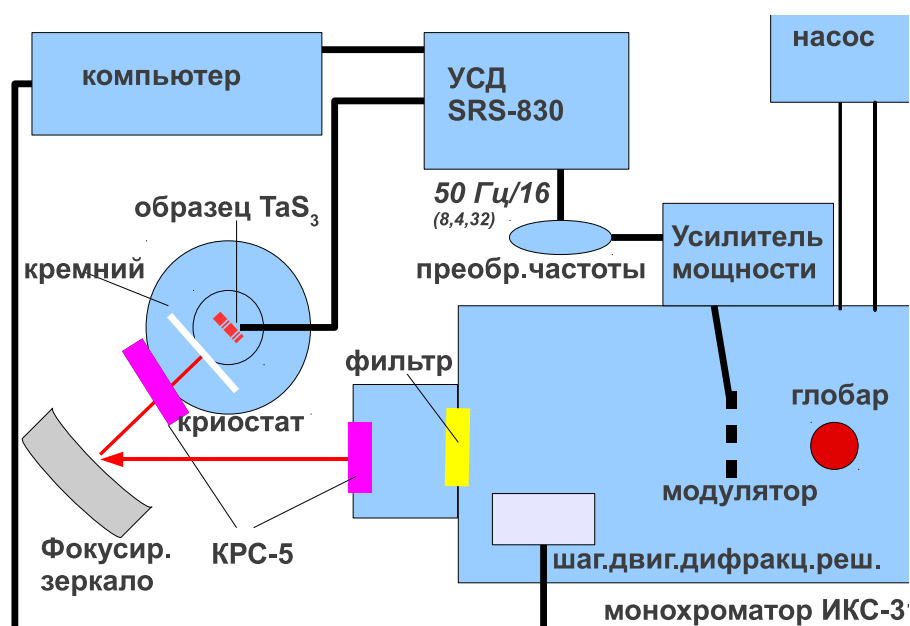 насос
компьютер
УСД
SRS-830
50 Гц/16
(8,4,32)
образец TaS3
Усилитель
мощности
преобр.частоты
кремний
фильтр
глобар
криостат
модулятор
Фокусир.
зеркало
КРС-5
шаг.двиг.дифракц.реш.
монохроматор ИКС-31